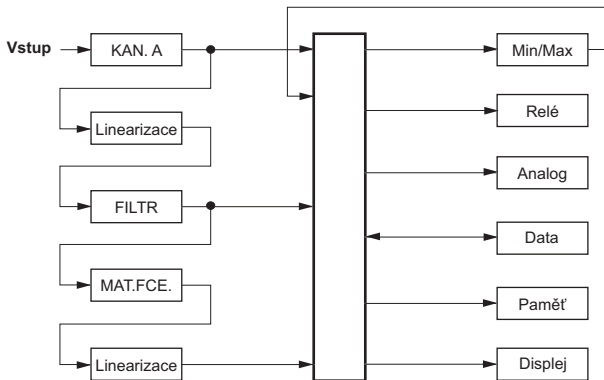 Vstup
KAN. A
Linearizace
FILTR
MAT.FCE.
Linearizace
Min/Max
Relé
Analog
Data
Paměť
Displej